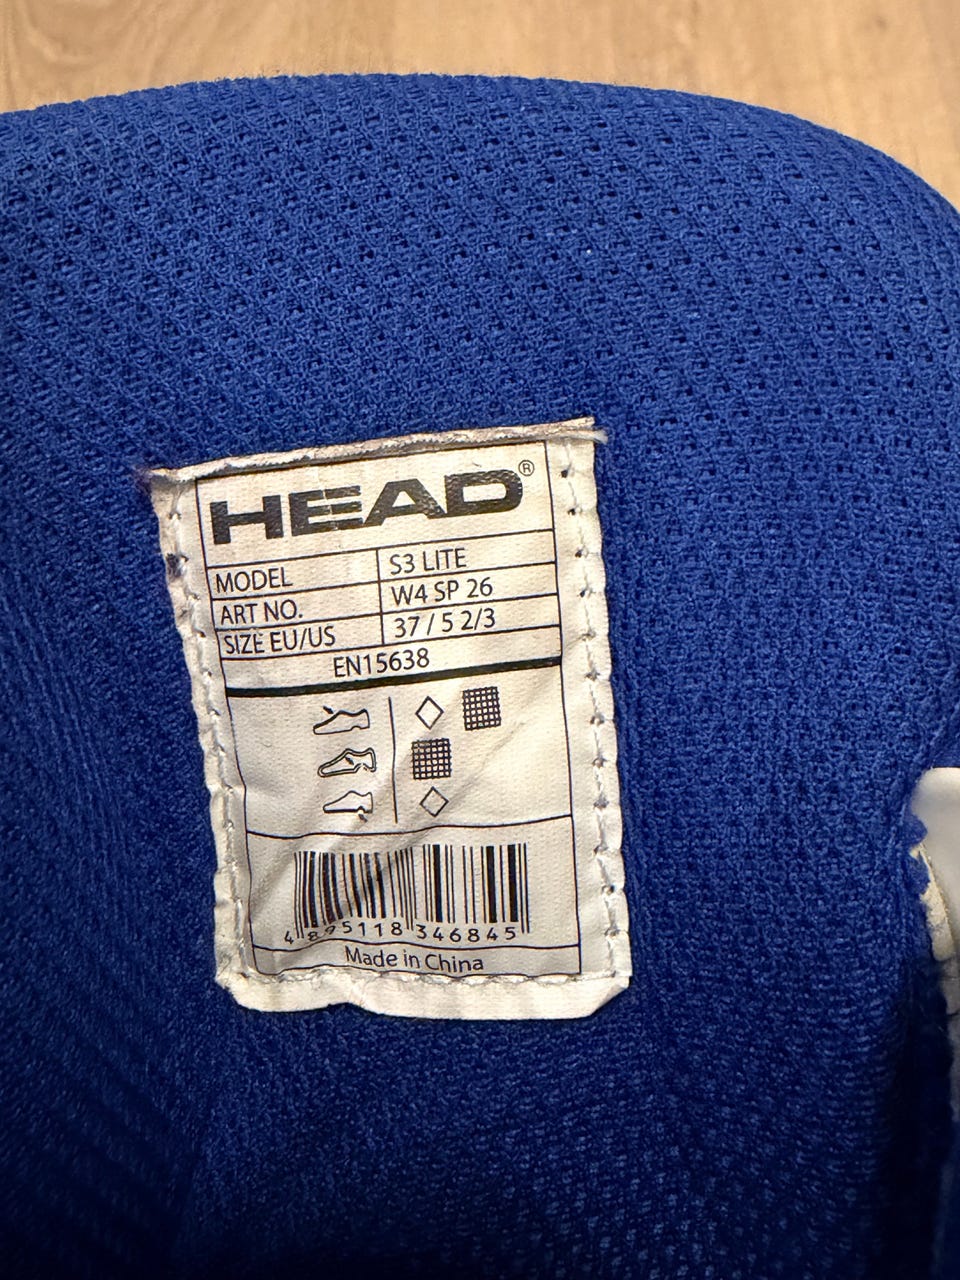 HEAD®
MODEL S3 LITE
ART NO. W4 SP 26
SIZE EU/US 37 / 5 2/3
EN15638
4 895118 346845
Made in China